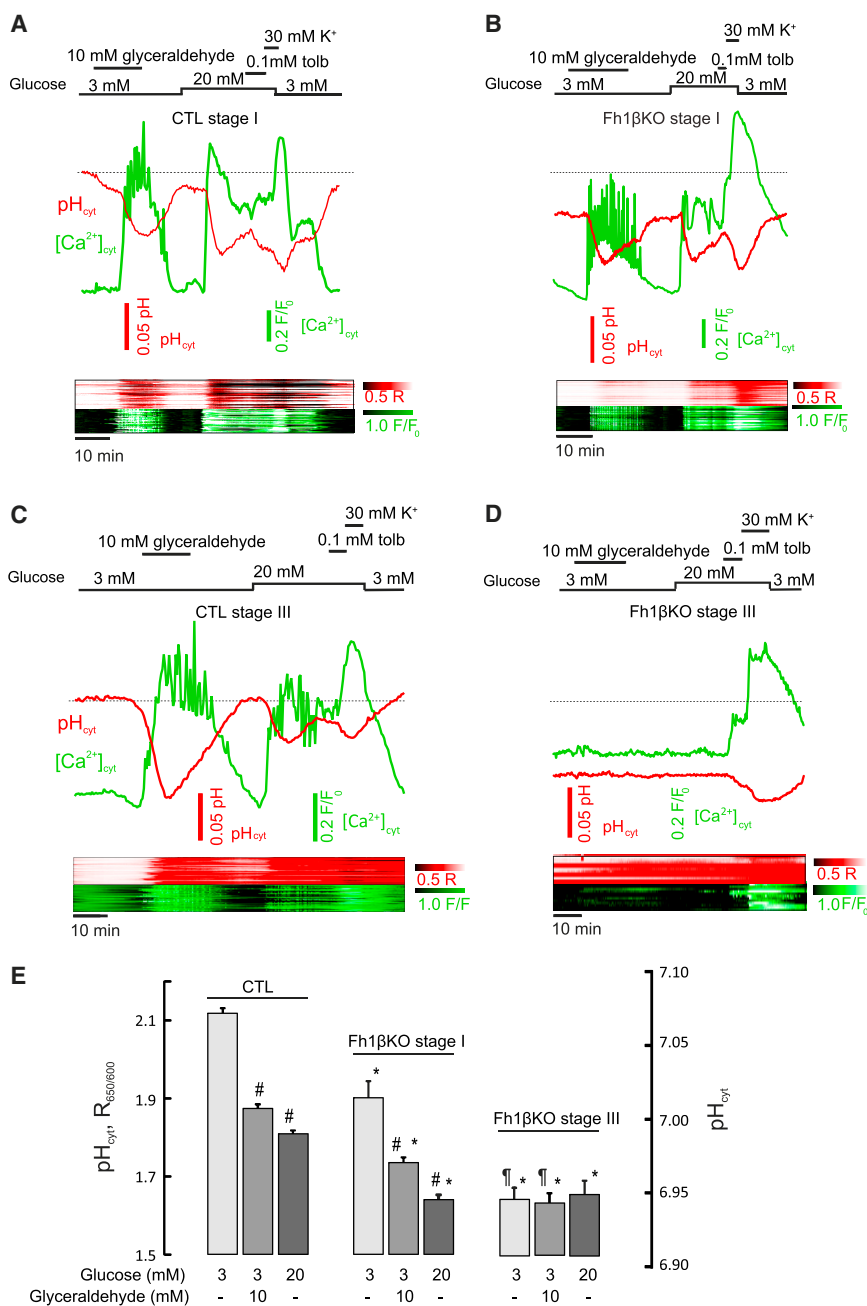 A
30 mM K⁺
10 mM glyceraldehyde
0.1mM tolb
Glucose
3 mM
20 mM
3 mM
CTL stage I
pHcyt
[Ca²⁺]cyt
0.05 pH
pHcyt
0.2 F/F₀
[Ca²⁺]cyt
0.5 R
1.0 F/F₀
10 min
B
30 mM K⁺
10 mM glyceraldehyde
0.1mM tolb
Glucose
3 mM
20 mM
3 mM
Fh1βKO stage I
0.05 pH
pHcyt
0.2 F/F₀
[Ca²⁺]cyt
0.5 R
1.0 F/F₀
10 min
C
30 mM K⁺
10 mM glyceraldehyde
0.1 mM tolb
Glucose
3 mM
20 mM
3 mM
CTL stage III
pHcyt
[Ca²⁺]cyt
0.05 pH
pHcyt
0.2 F/F₀
[Ca²⁺]cyt
0.5 R
1.0 F/F
10 min
D
30 mM K⁺
10 mM glyceraldehyde
0.1 mM tolb
Glucose
3 mM
20 mM
3 mM
Fh1βKO stage III
0.05 pH
pHcyt
0.2 F/F₀
[Ca²⁺]cyt
0.5 R
1.0F/F₀
10 min
E
pHcyt, R650/600
2.1
1.9
1.7
1.5
CTL
# #
Fh1βKO stage I
*
# *
# *
Fh1βKO stage III
¶ *
¶ *
*
7.10
7.05
7.00
6.95
6.90
pHcyt
Glucose (mM) 3 3 20 3 3 20 3 3 20
Glyceraldehyde (mM) - 10 - - 10 - - 10 -